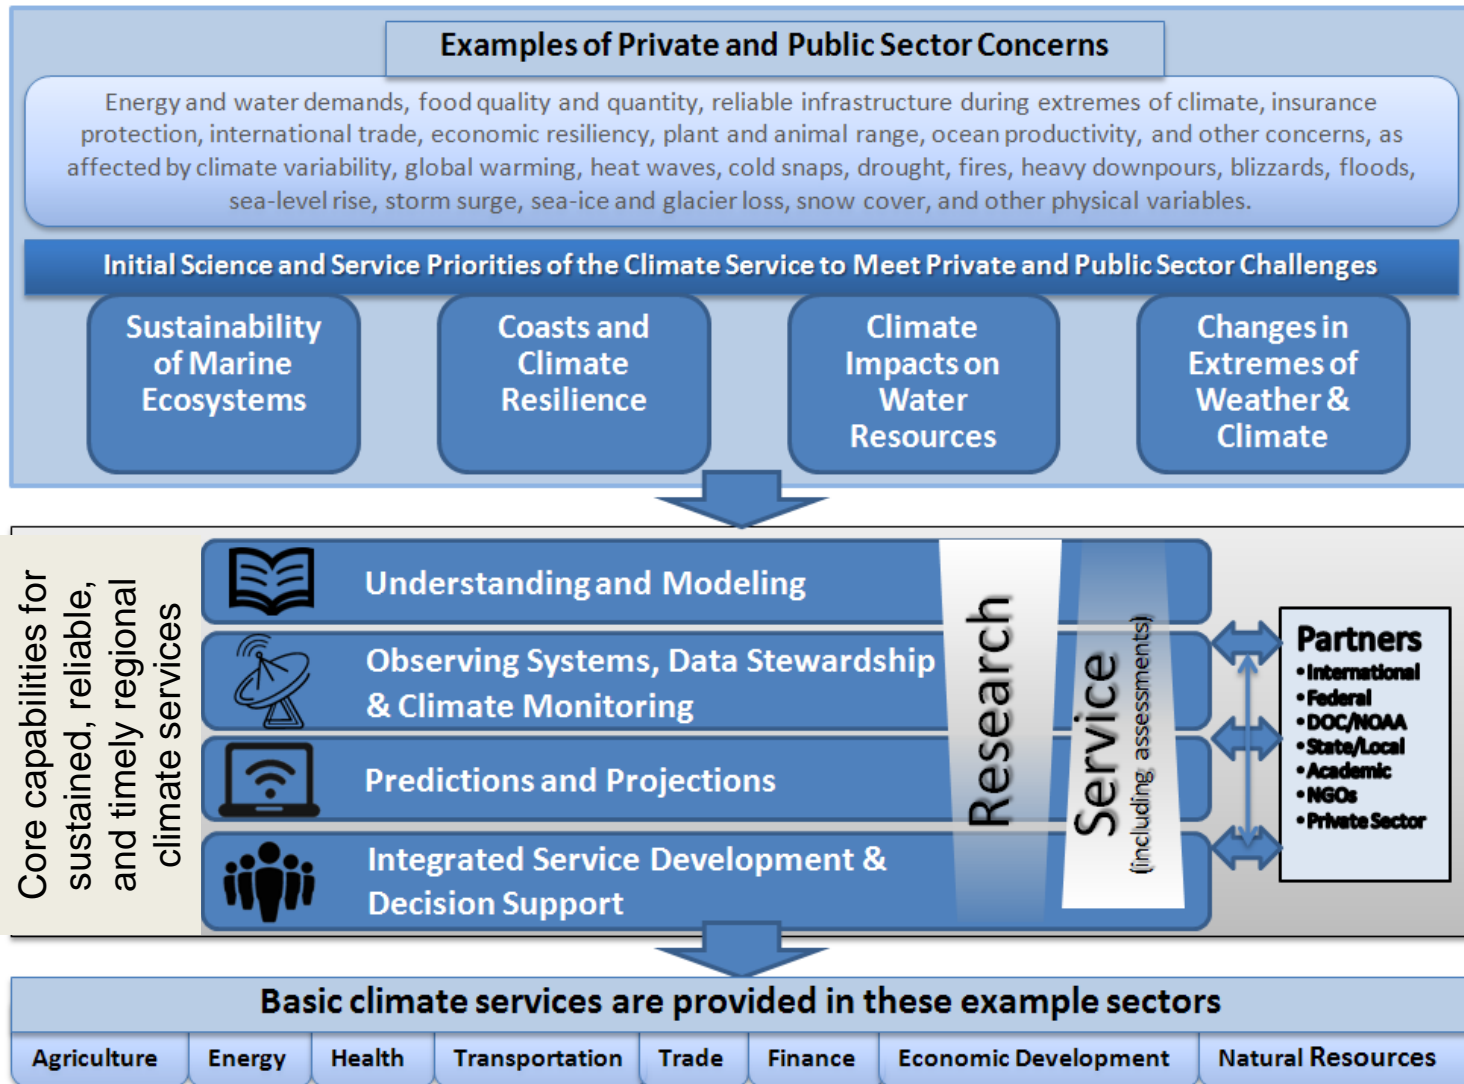 Examples of Private and Public Sector Concerns
Energy and water demands, food quality and quantity, reliable infrastructure during extremes of climate, insurance
protection, international trade, economic resiliency, plant and animal range, ocean productivity, and other concerns, as
affected by climate variability, global warming, heat waves, cold snaps, drought, fires, heavy downpours, blizzards, floods,
sea-level rise, storm surge, sea-ice and glacier loss, snow cover, and other physical variables.
Initial Science and Service Priorities of the Climate Service to Meet Private and Public Sector Challenges
Sustainability
of Marine
Ecosystems
Coasts and
Climate
Resilience
Climate
Impacts on
Water
Resources
Changes in
Extremes of
Weather &
Climate
Core capabilities for
sustained, reliable,
and timely regional
climate services
Understanding and Modeling
Observing Systems, Data Stewardship
& Climate Monitoring
Predictions and Projections
Integrated Service Development &
Decision Support
Research
Service
(including assessments)
Partners
• International
• Federal
• DOC/NOAA
• State/Local
• Academic
• NGOs
• Private Sector
Basic climate services are provided in these example sectors
Agriculture
Energy
Health
Transportation
Trade
Finance
Economic Development
Natural Resources